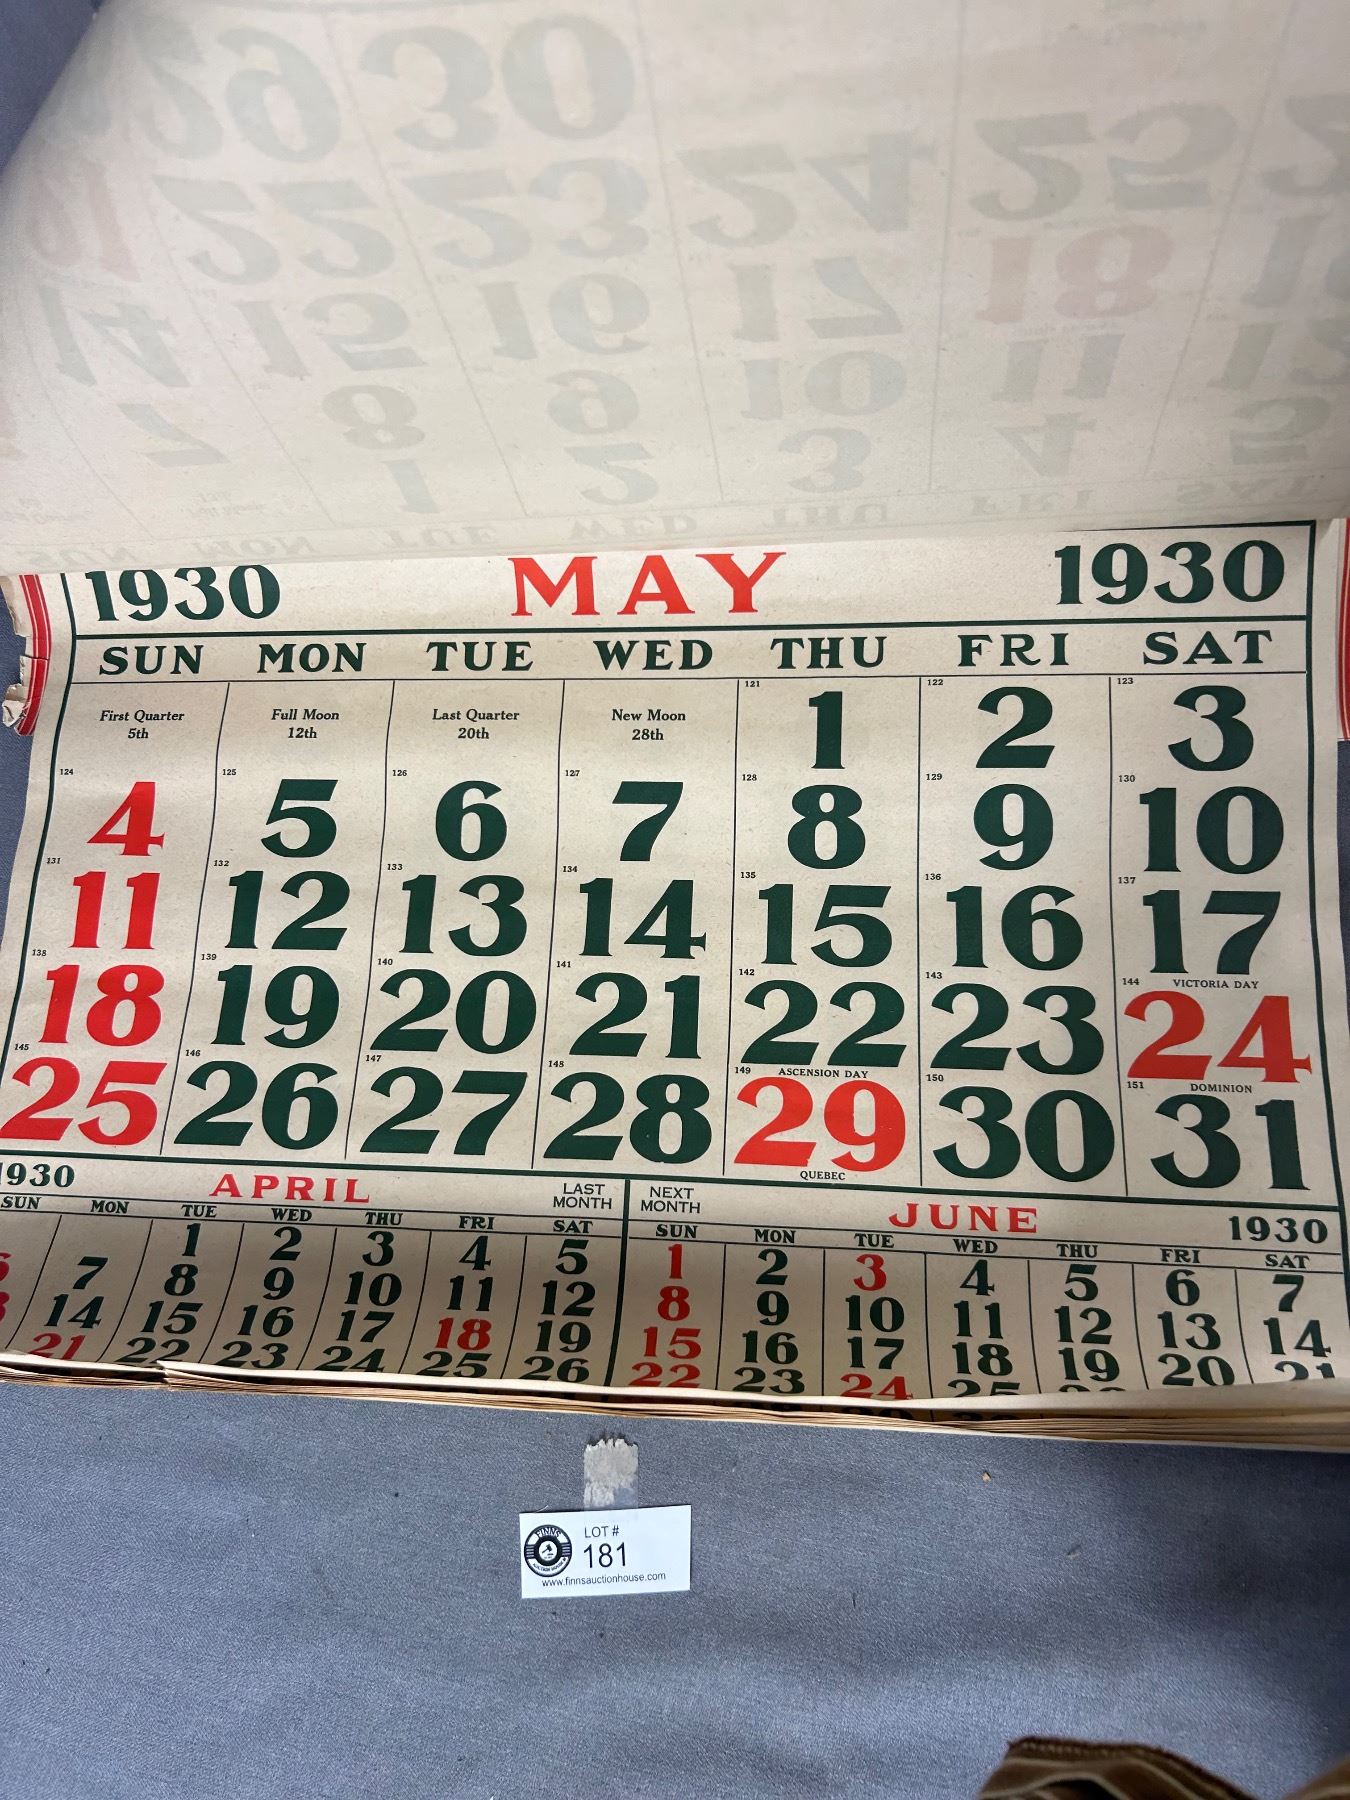 1930 MAY 1930
SUN MON TUE WED THU FRI SAT
First Quarter 5th
Full Moon 12th
Last Quarter 20th
New Moon 28th
121 1 122 2 123 3
124 4 125 5 126 6 127 7 128 8 129 9 130 10
131 11 132 12 133 13 134 14 135 15 136 16 137 17
138 18 139 19 140 20 141 21 142 22 143 23 144 VICTORIA DAY 24
DOMINION
145 25 146 26 147 27 148 28 149 ASCENSION DAY 29 150 30 151 31
QUEBEC
1930 APRIL LAST MONTH
SUN MON TUE WED THU FRI SAT
1 2 3 4 5
6 7 8 9 10 11 12
14 15 16 17 18 19
21 22 23 24 25 26
NEXT MONTH JUNE 1930
SUN MON TUE WED THU FRI SAT
1 2 3 4 5 6 7
8 9 10 11 12 13 14
15 16 17 18 19 20 21
22 23 24 25
FINNS
LOT #
181
www.finnsauctionhouse.com